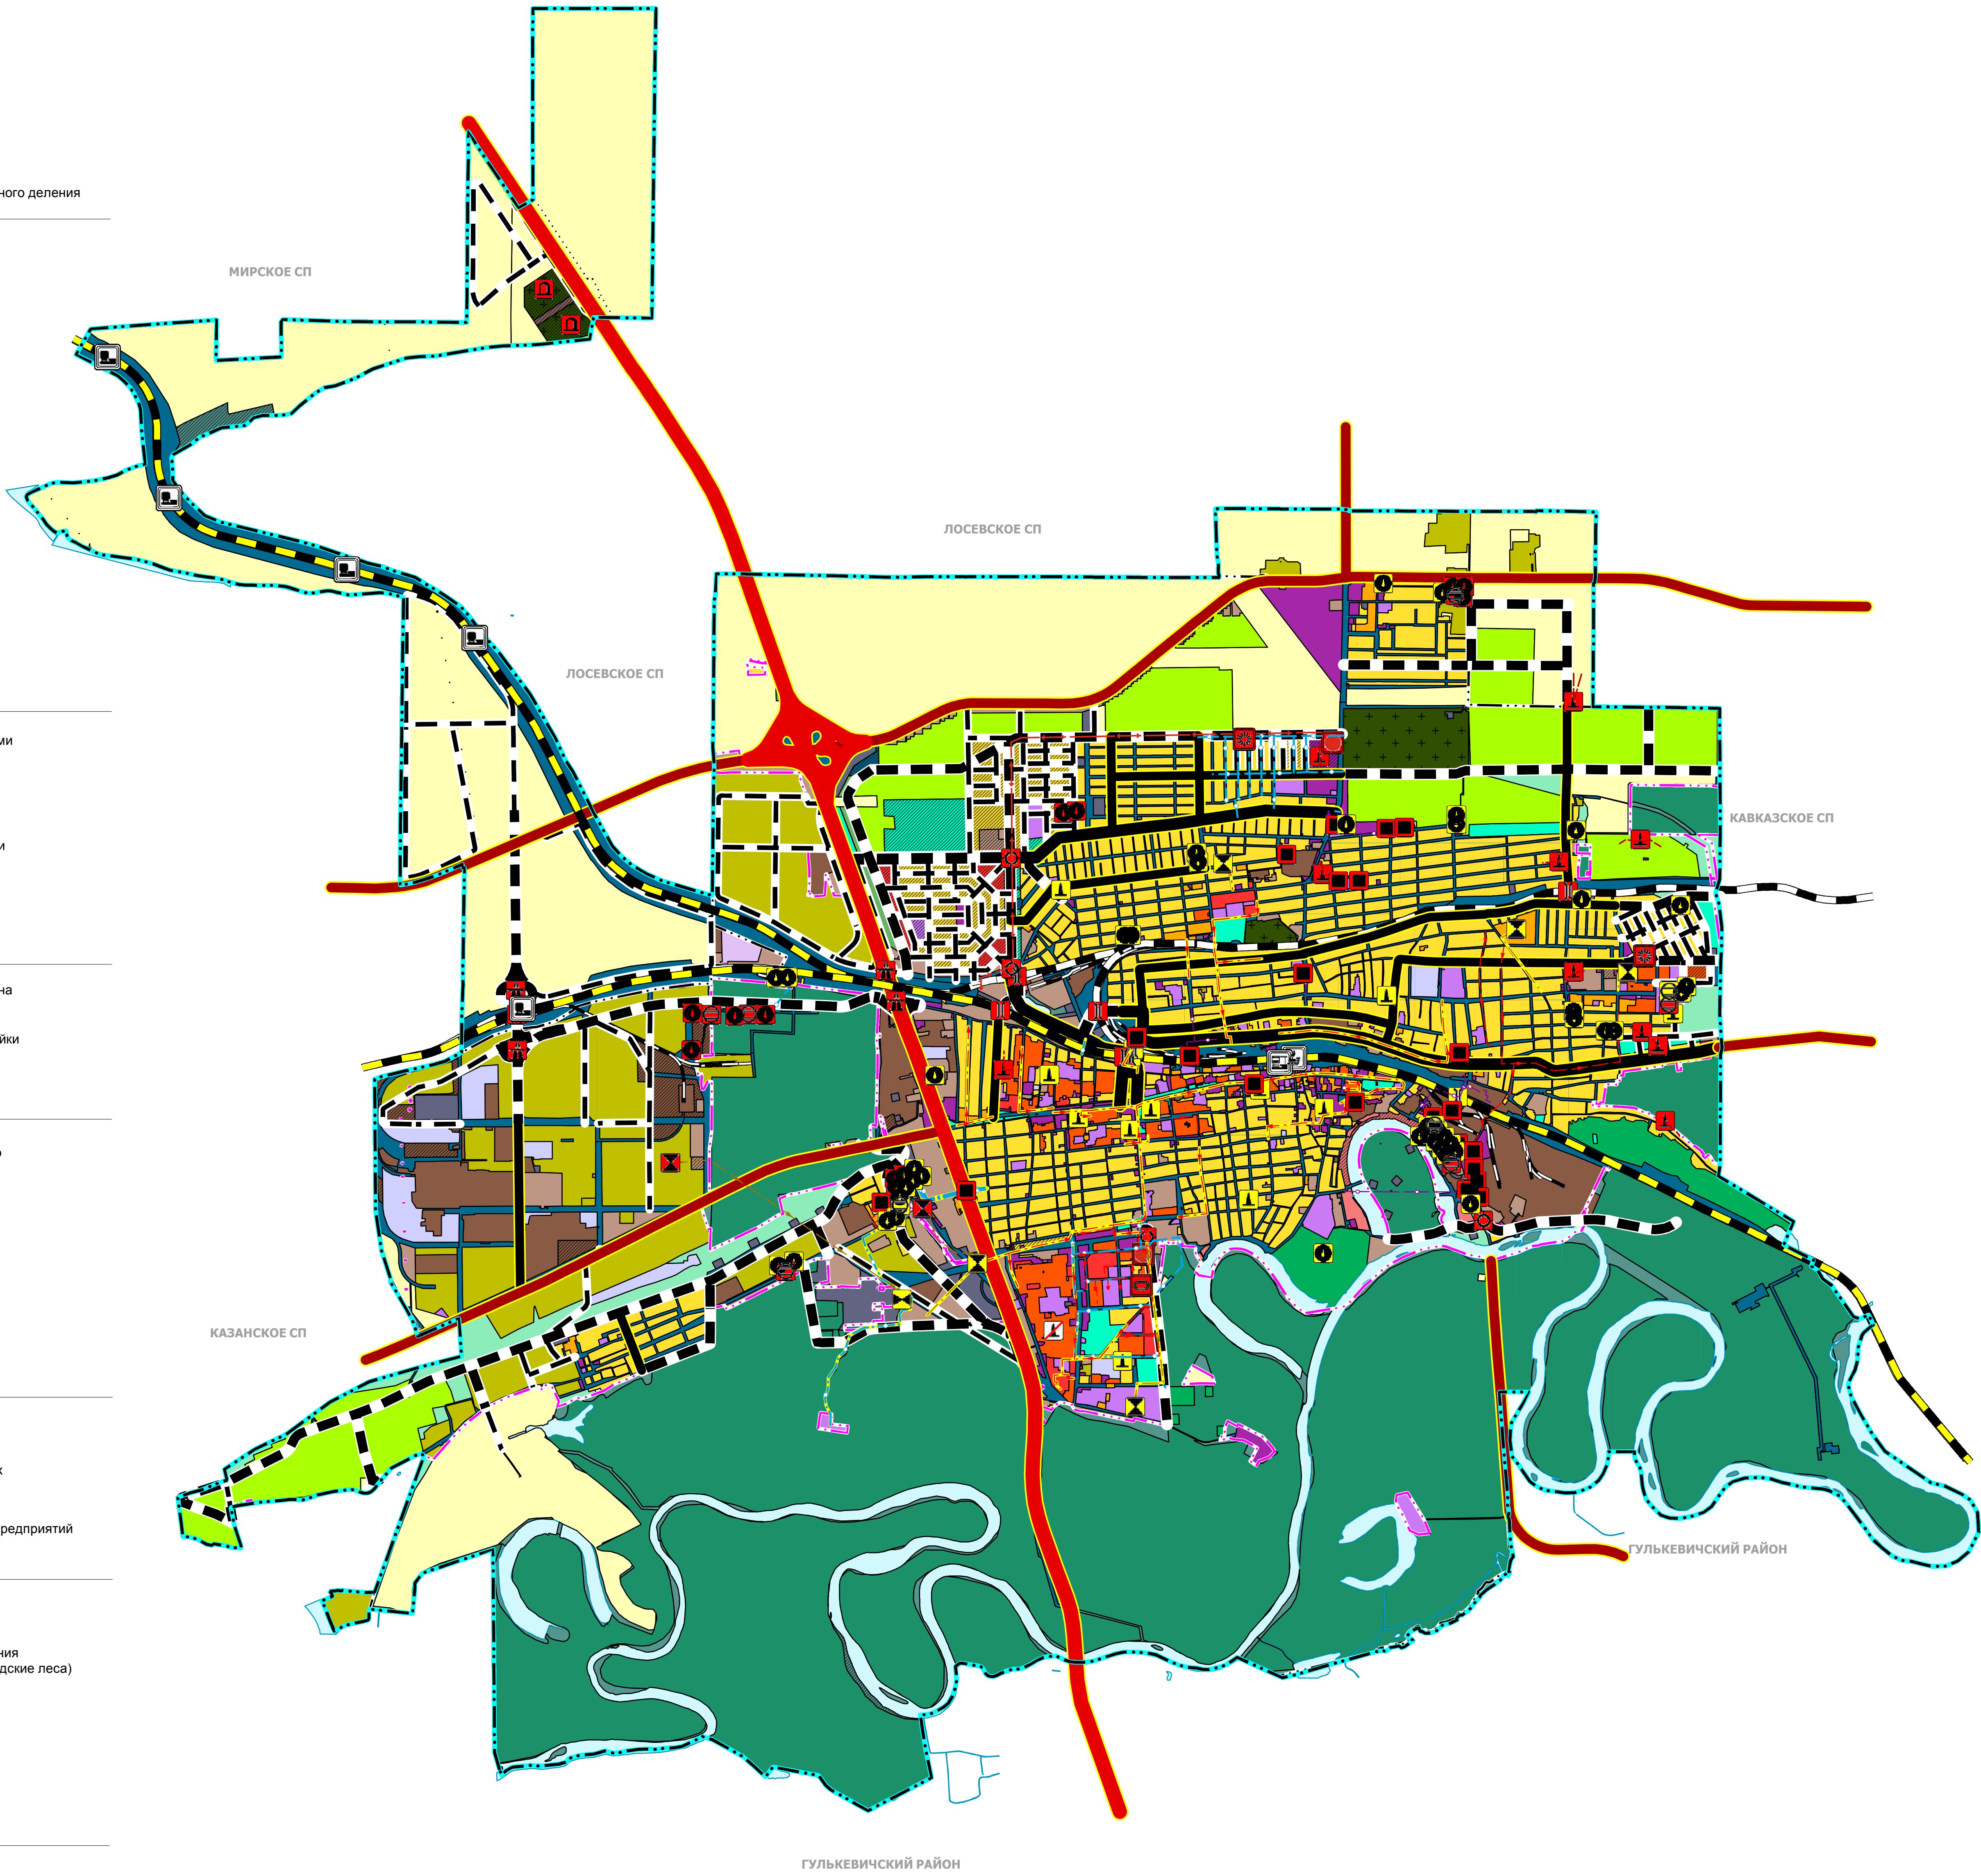 ного деления
ми
и
на
йки
о
х
редприятий
ния
дские леса)
МИРСКОЕ СП
ЛОСЕВСКОЕ СП
ЛОСЕВСКОЕ СП
КАВКАЗСКОЕ СП
КАЗАНСКОЕ СП
ГУЛЬКЕВИЧСКИЙ РАЙОН
ГУЛЬКЕВИЧСКИЙ РАЙОН